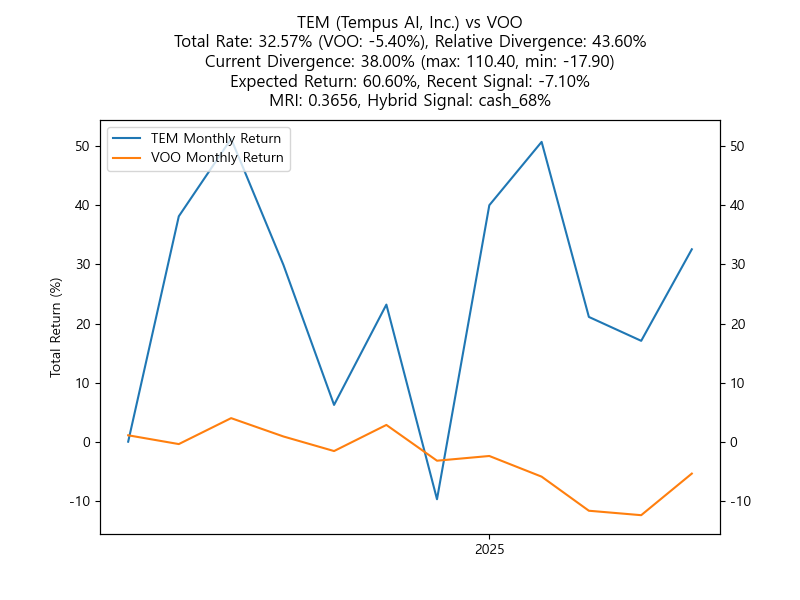 TEM (Tempus AI, Inc.) vs VOO
Total Rate: 32.57% (VOO: -5.40%), Relative Divergence: 43.60%
Current Divergence: 38.00% (max: 110.40, min: -17.90)
Expected Return: 60.60%, Recent Signal: -7.10%
MRI: 0.3656, Hybrid Signal: cash_68%
TEM Monthly Return
VOO Monthly Return
Total Return (%)
50
40
30
20
10
0
-10
50
40
30
20
10
0
-10
2025